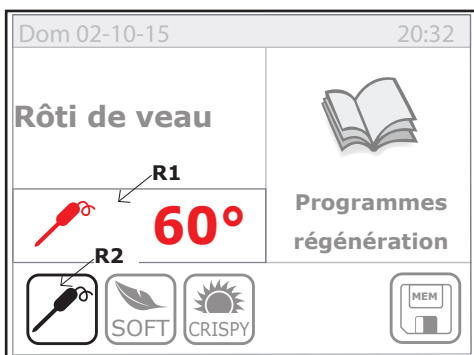 Dom 02-10-15 20:32
Rôti de veau
R1
60°
Programmes
régénération
R2
SOFT
CRISPY
MEM